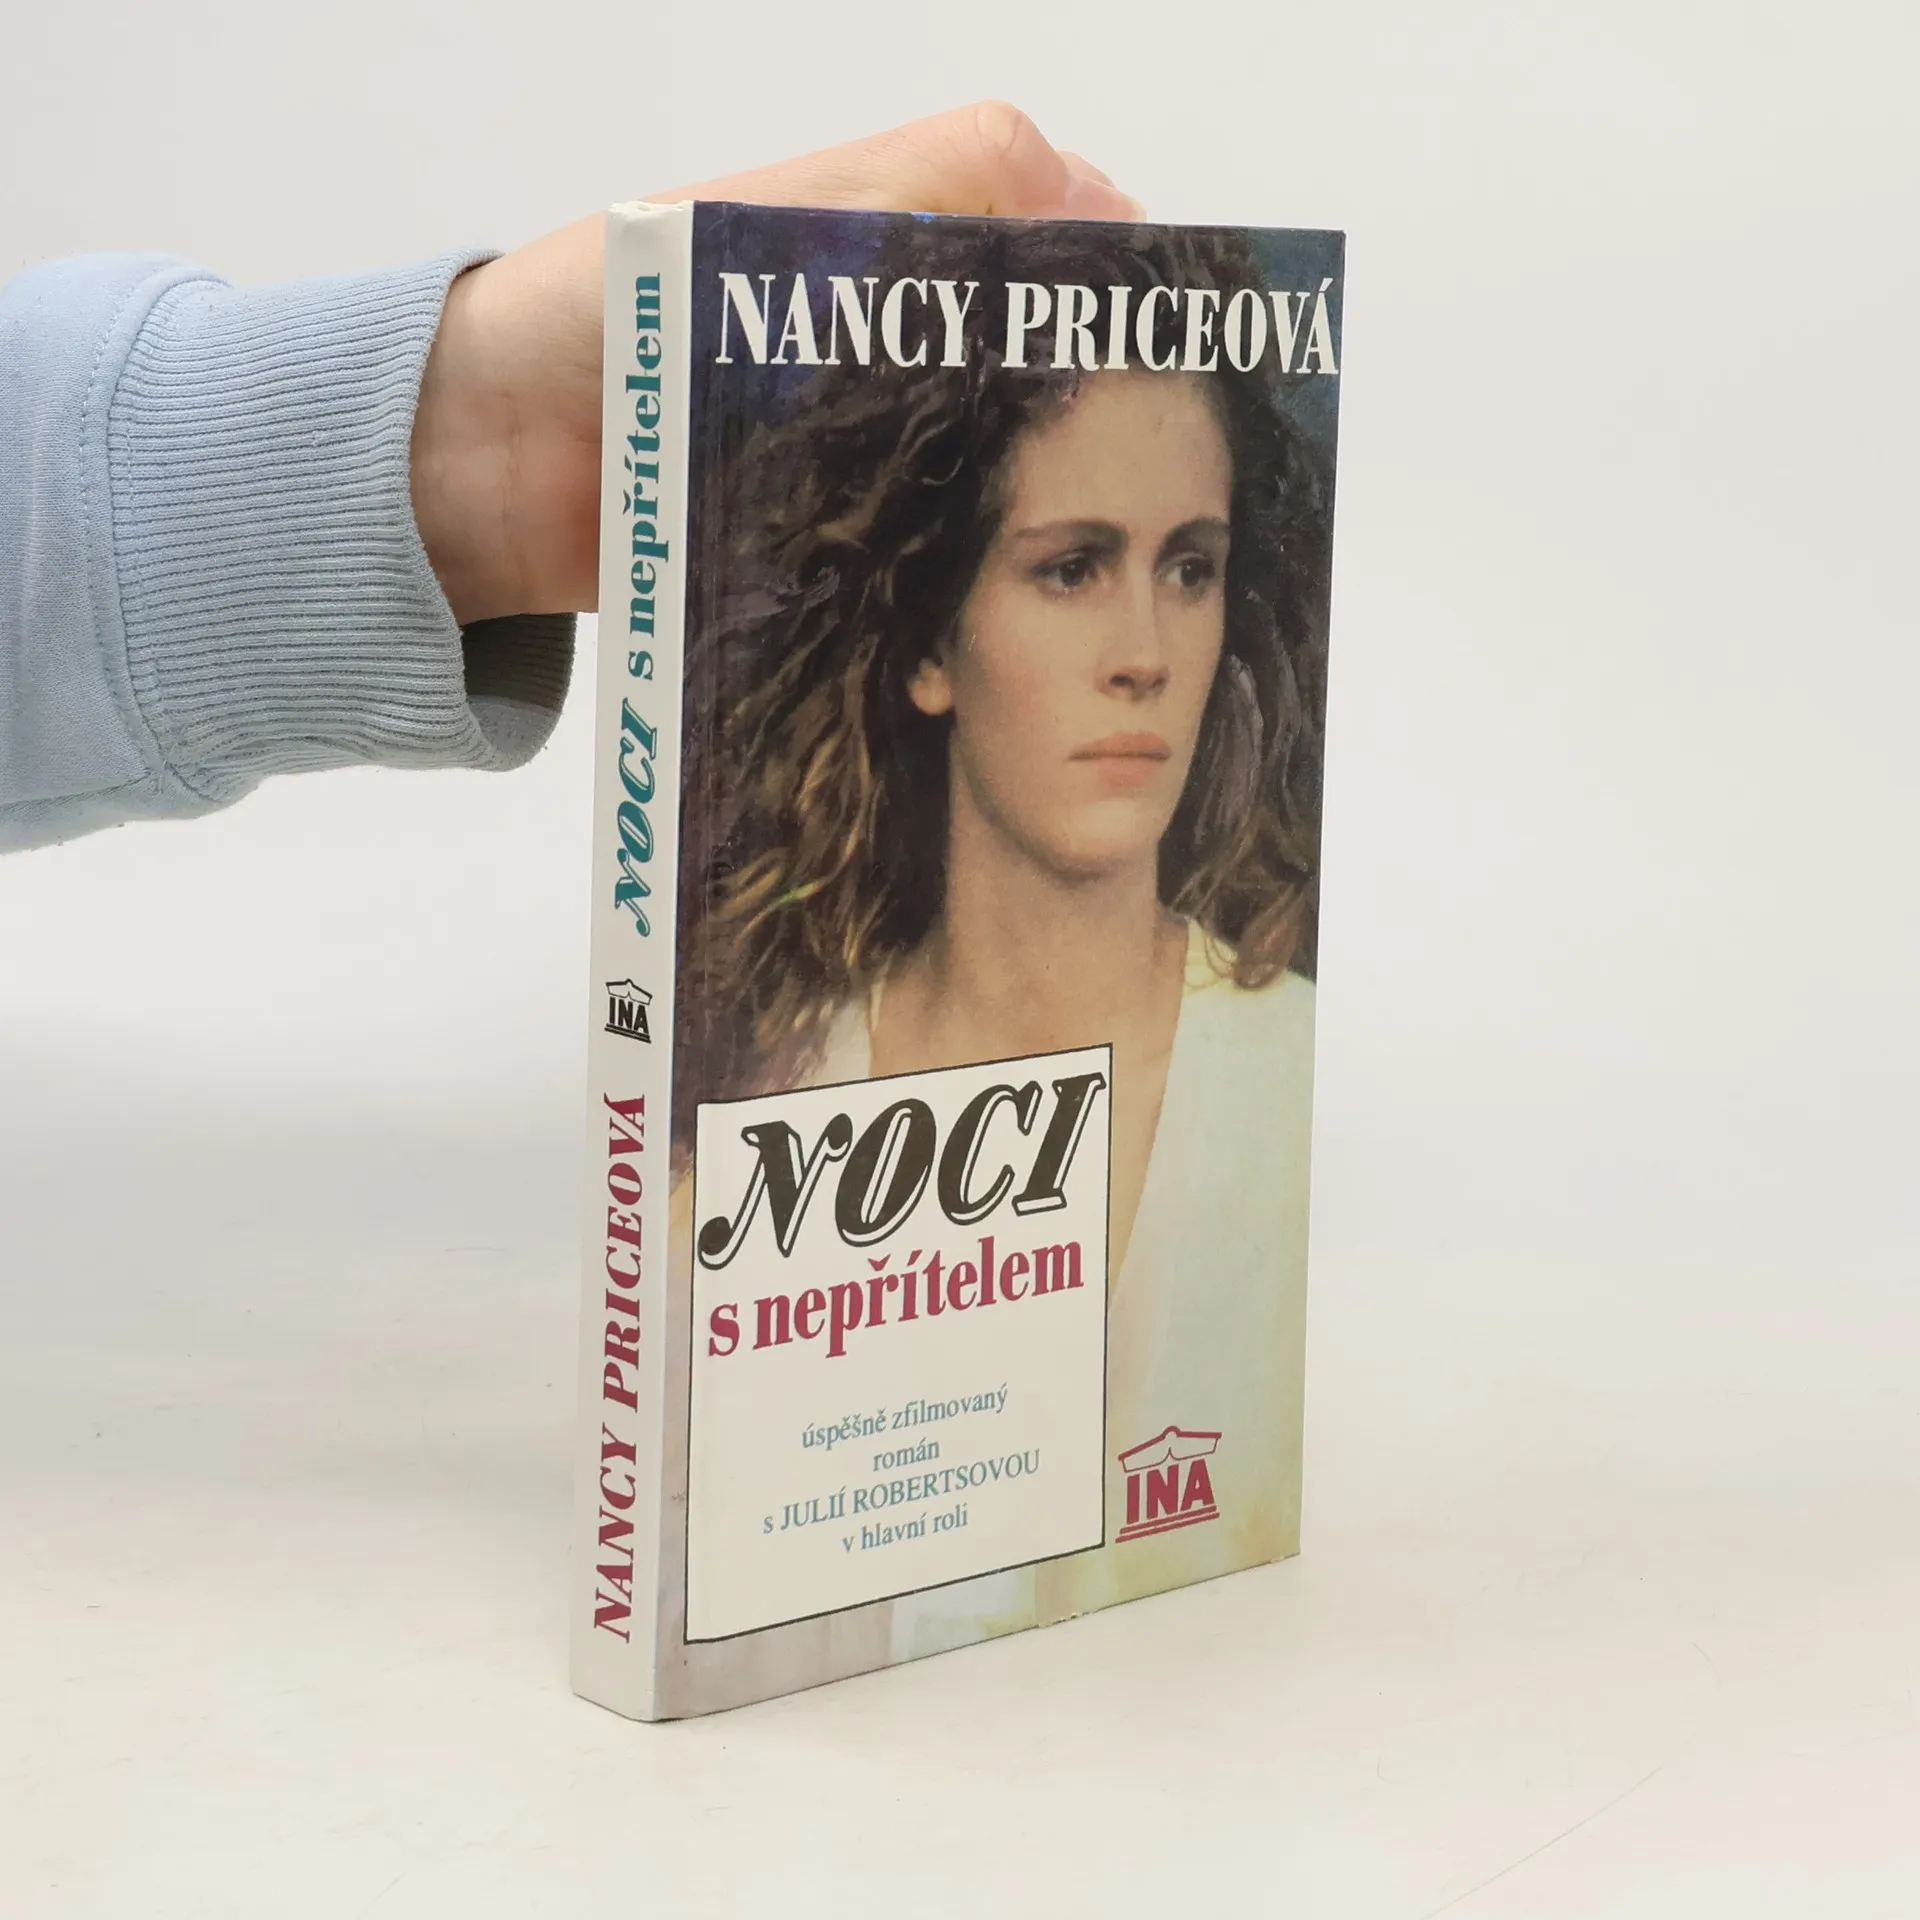 NANCY PRICEOVÁ
NOCI
s nepřítelem
úspěšně zfilmovaný
román
s JULIÍ ROBERTSOVOU
v hlavní roli
INA
NANCY PRICEOVÁ
INA
NOCI s nepřítelem